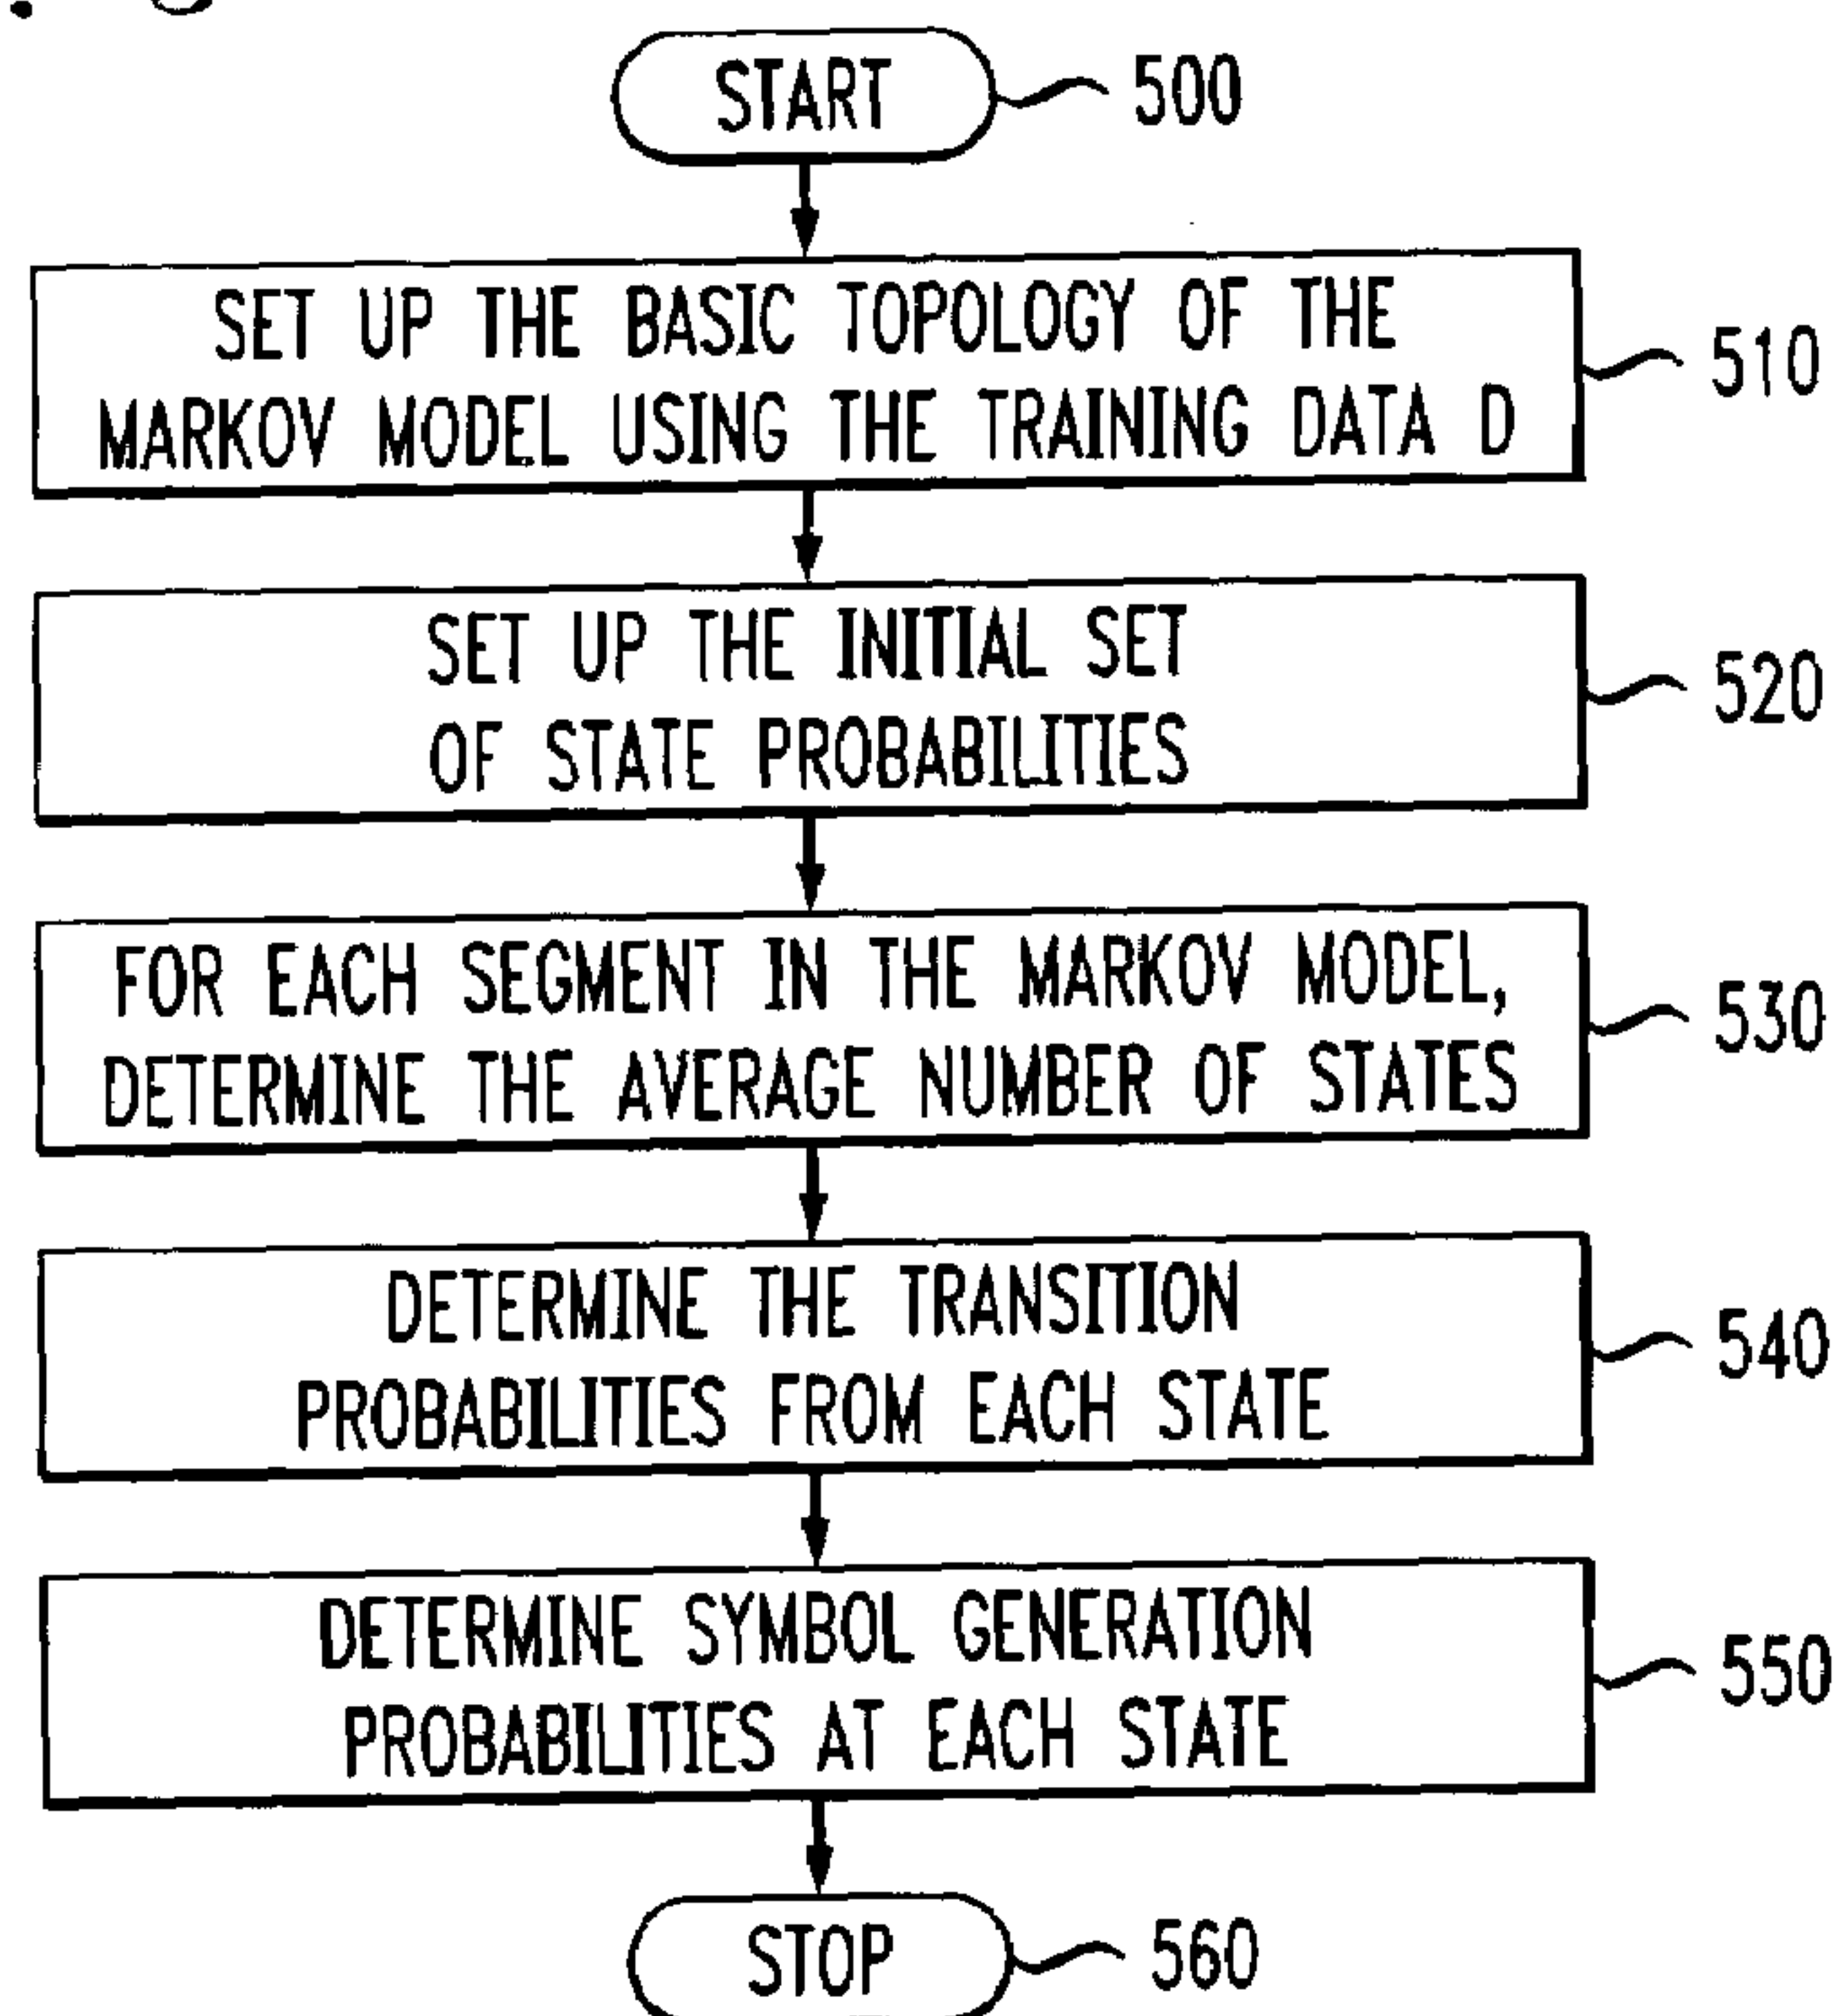 START
500
SET UP THE BASIC TOPOLOGY OF THE
MARKOV MODEL USING THE TRAINING DATA D
510
SET UP THE INITIAL SET
OF STATE PROBABILITIES
520
FOR EACH SEGMENT IN THE MARKOV MODEL,
DETERMINE THE AVERAGE NUMBER OF STATES
530
DETERMINE THE TRANSITION
PROBABILITIES FROM EACH STATE
540
DETERMINE SYMBOL GENERATION
PROBABILITIES AT EACH STATE
550
STOP
560